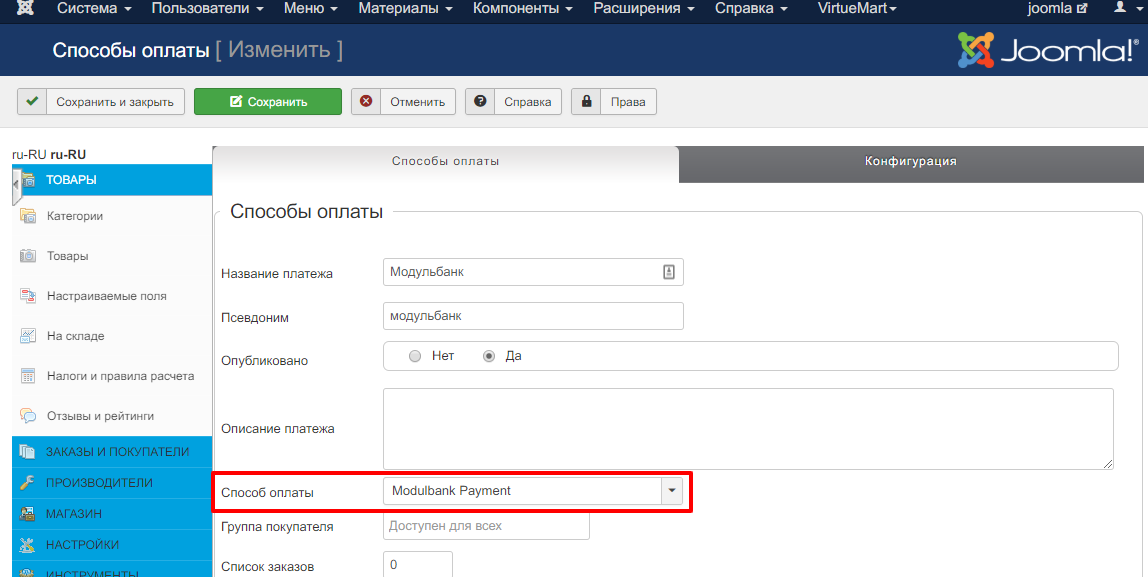 Система Пользователи Меню Материалы Компоненты Расширения Справка VirtueMart joomla
Способы оплаты [ Изменить ] Joomla!®
Сохранить и закрыть Сохранить Отменить Справка Права
ru-RU ru-RU
Способы оплаты Конфигурация
ТОВАРЫ
Категории
Товары
Настраиваемые поля
На складе
Налоги и правила расчета
Отзывы и рейтинги
ЗАКАЗЫ И ПОКУПАТЕЛИ
ПРОИЗВОДИТЕЛИ
МАГАЗИН
НАСТРОЙКИ
ИНСТРУМЕНТЫ
Способы оплаты
Название платежа Модульбанк
Псевдоним модульбанк
Опубликовано Нет Да
Описание платежа
Способ оплаты Modulbank Payment
Группа покупателя Доступен для всех
Список заказов 0